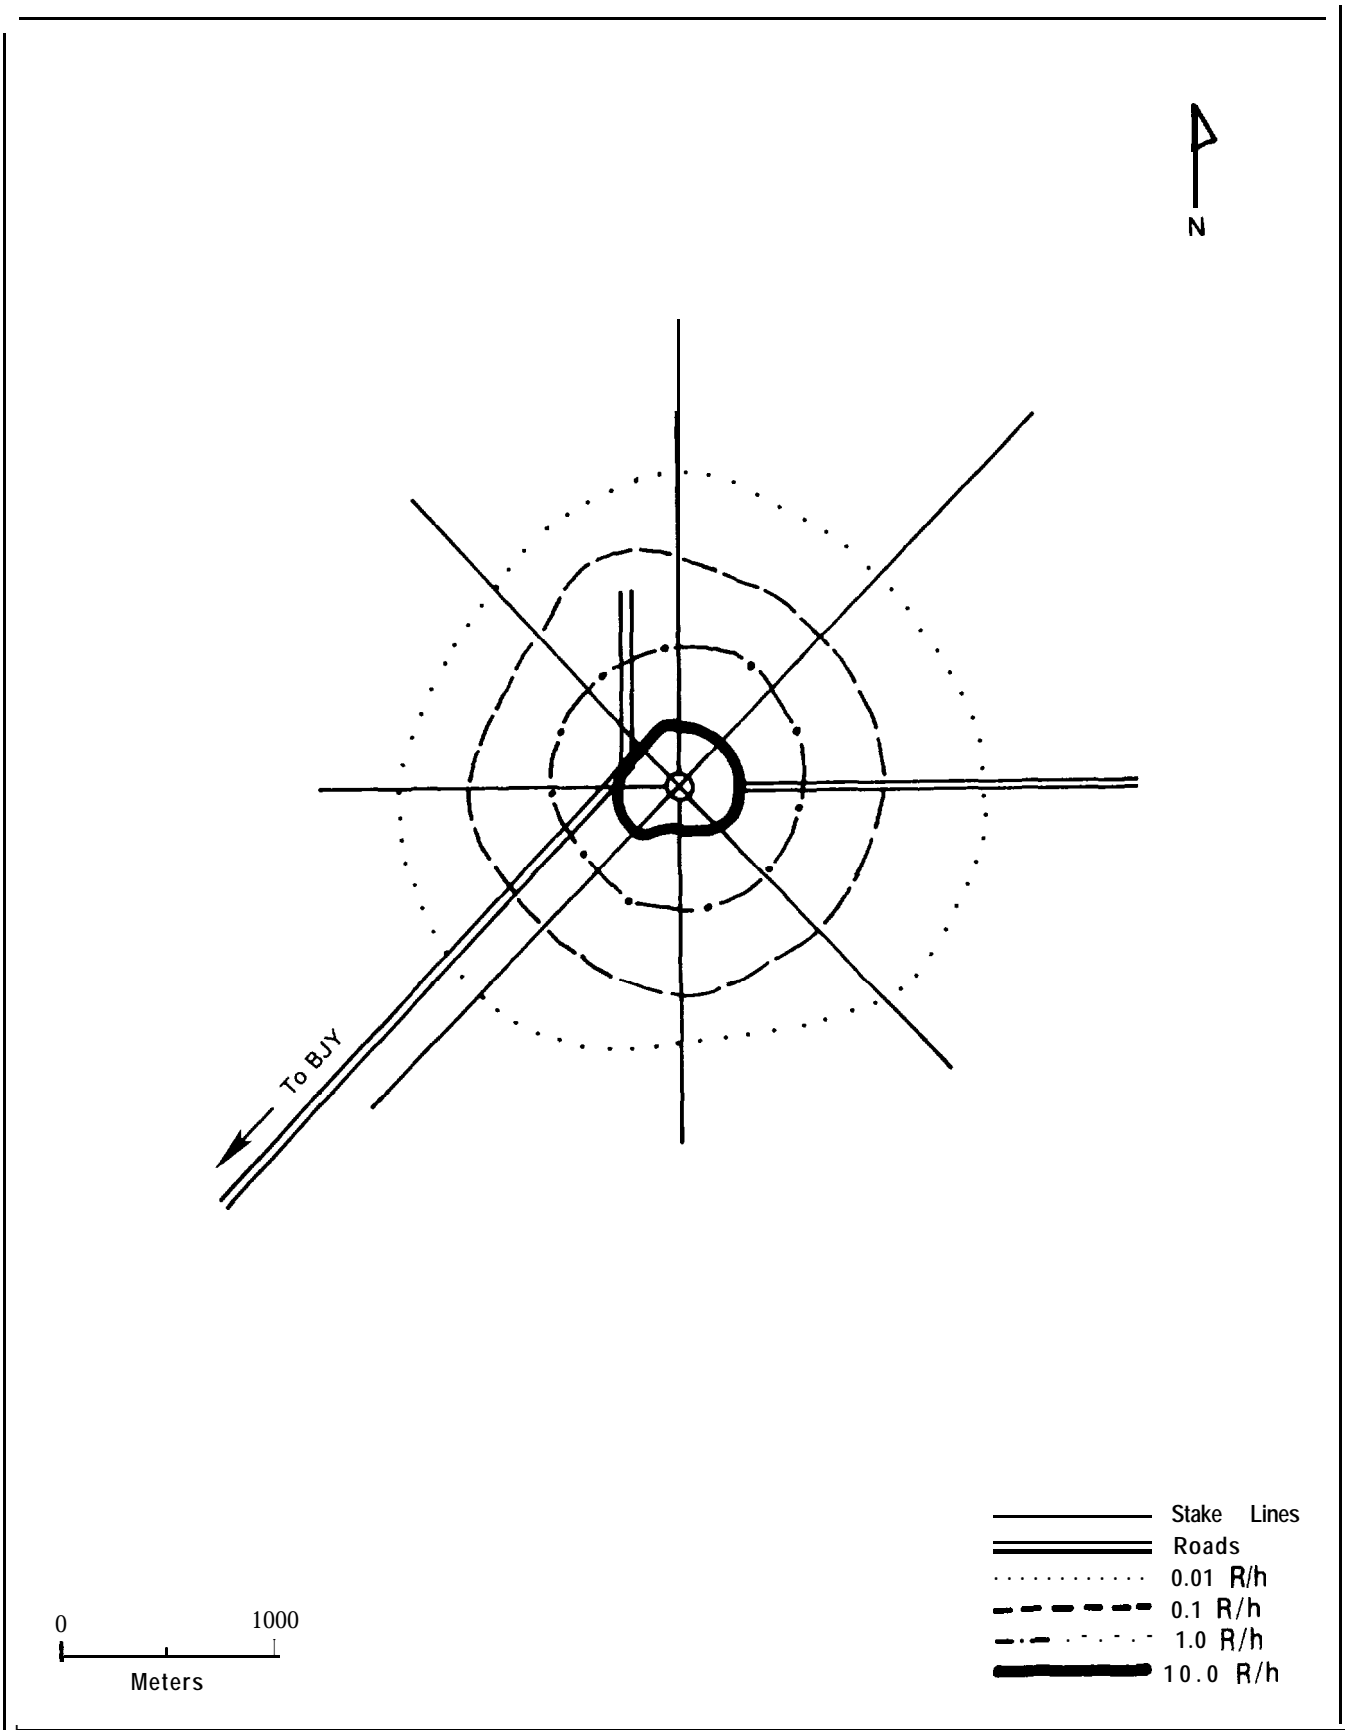 N
To BJY
Stake Lines
Roads
0.01 R/h
0.1 R/h
1.0 R/h
10.0 R/h
0 1000
Meters